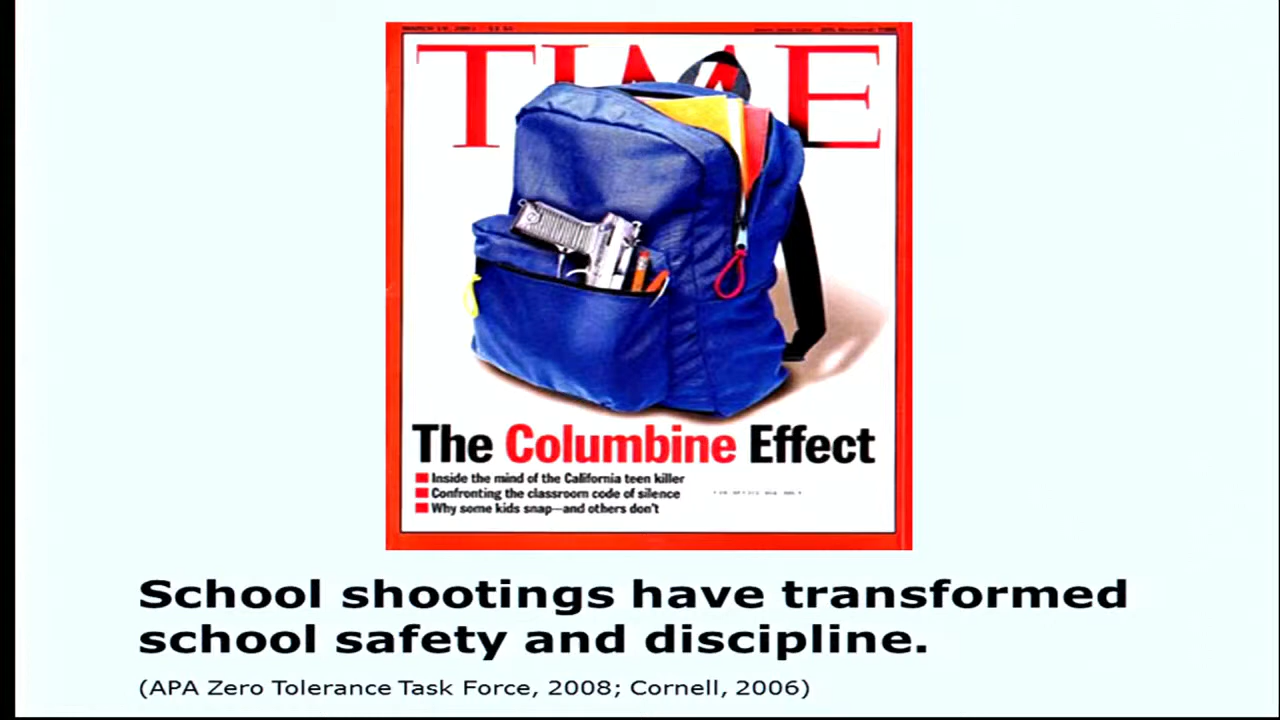 TIME
The Columbine Effect
Inside the mind of the California teen killer
Confronting the classroom code of silence
Why some kids snap—and others don't
School shootings have transformed
school safety and discipline.
(APA Zero Tolerance Task Force, 2008; Cornell, 2006)